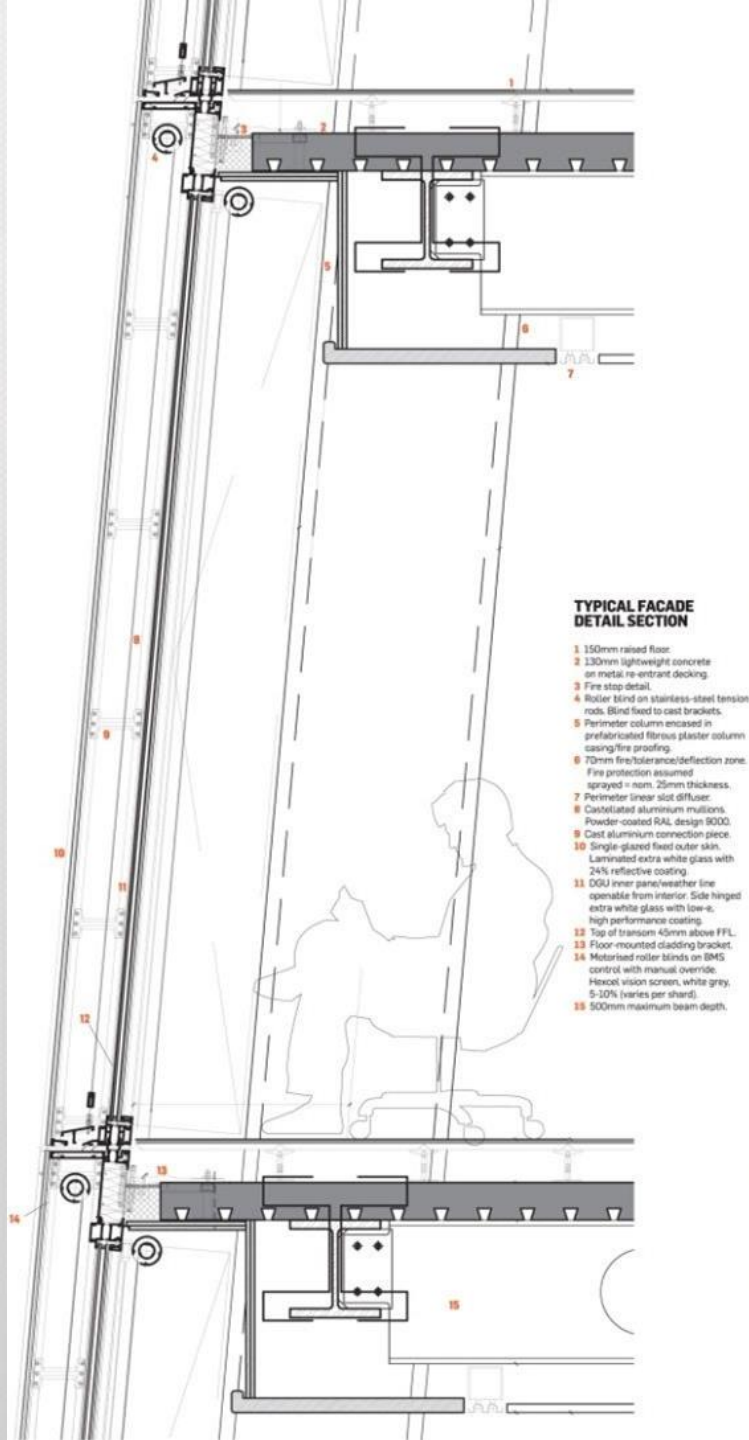 1
3
2
4
5
6
7
8
9
10
11
12
13
14
15
TYPICAL FACADE
DETAIL SECTION
1 150mm raised floor.
2 130mm lightweight concrete
on metal re-entrant decking.
3 Fire stop detail.
4 Roller blind on stainless-steel tension
rods. Blind fixed to cast brackets.
5 Perimeter column encased in
prefabricated fibrous plaster column
casing/fire proofing.
6 70mm fire/tolerance/deflection zone.
Fire protection assumed
sprayed = nom. 25mm thickness.
7 Perimeter linear slot diffuser.
8 Castellated aluminium mullions.
Powder-coated RAL design 9000.
9 Cast aluminium connection piece.
10 Single-glazed fixed outer skin.
Laminated extra white glass with
24% reflective coating.
11 DGU inner pane/weather line
openable from interior. Side hinged
extra white glass with low-e,
high performance coating.
12 Top of transom 45mm above FFL.
13 Floor-mounted cladding bracket.
14 Motorised roller blinds on BMS
control with manual override.
Hexcel vision screen, white grey,
5-10% (varies per shard).
15 500mm maximum beam depth.